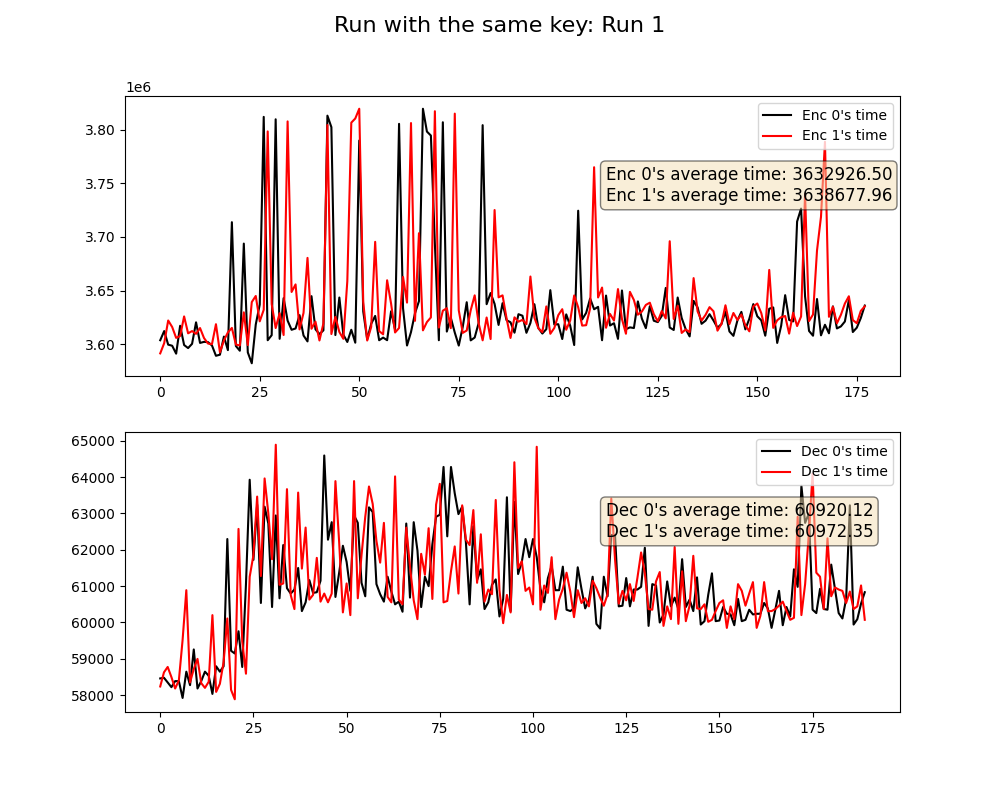 Run with the same key: Run 1
1e6
Enc 0's time
Enc 1's time
Enc 0's average time: 3632926.50
Enc 1's average time: 3638677.96
3.80
3.75
3.70
3.65
3.60
0 25 50 75 100 125 150 175
Dec 0's time
Dec 1's time
Dec 0's average time: 60920.12
Dec 1's average time: 60972.35
65000
64000
63000
62000
61000
60000
59000
58000
0 25 50 75 100 125 150 175